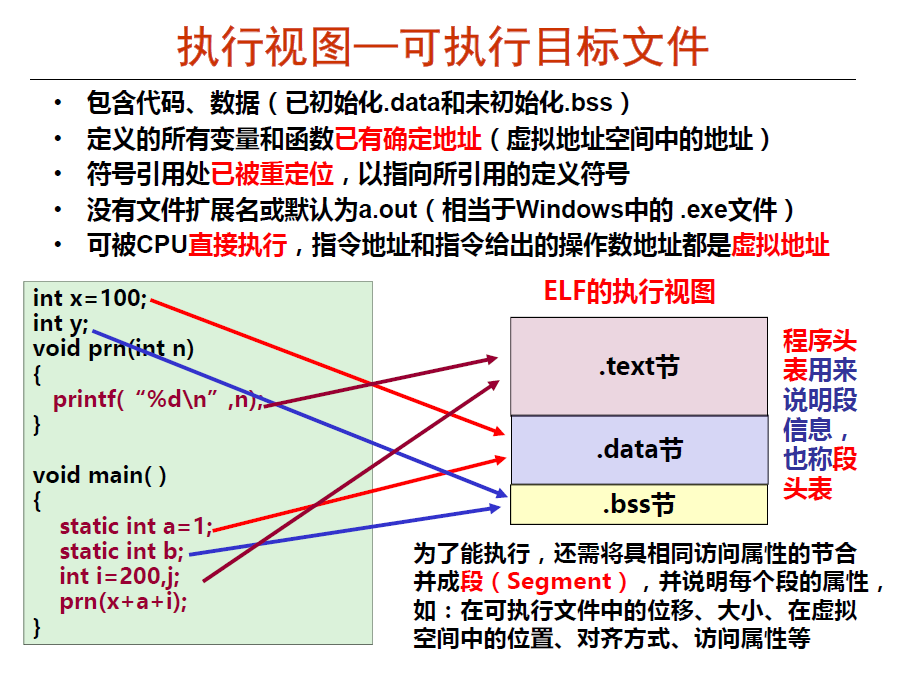 执行视图—可执行目标文件
• 包含代码、数据（已初始化.data和未初始化.bss）
• 定义的所有变量和函数已有确定地址（虚拟地址空间中的地址）
• 符号引用处已被重定位，以指向所引用的定义符号
• 没有文件扩展名或默认为a.out（相当于Windows中的 .exe文件）
• 可被CPU直接执行，指令地址和指令给出的操作数地址都是虚拟地址
int x=100;
int y;
void prn(int n)
{
printf( “%d\n” ,n);
}
void main( )
{
static int a=1;
static int b;
int i=200,j;
prn(x+a+i);
}
ELF的执行视图
.text节
.data节
.bss节
程序头
表用来
说明段
信息，
也称段
头表
为了能执行，还需将具相同访问属性的节合
并成段（Segment），并说明每个段的属性，
如：在可执行文件中的位移、大小、在虚拟
空间中的位置、对齐方式、访问属性等